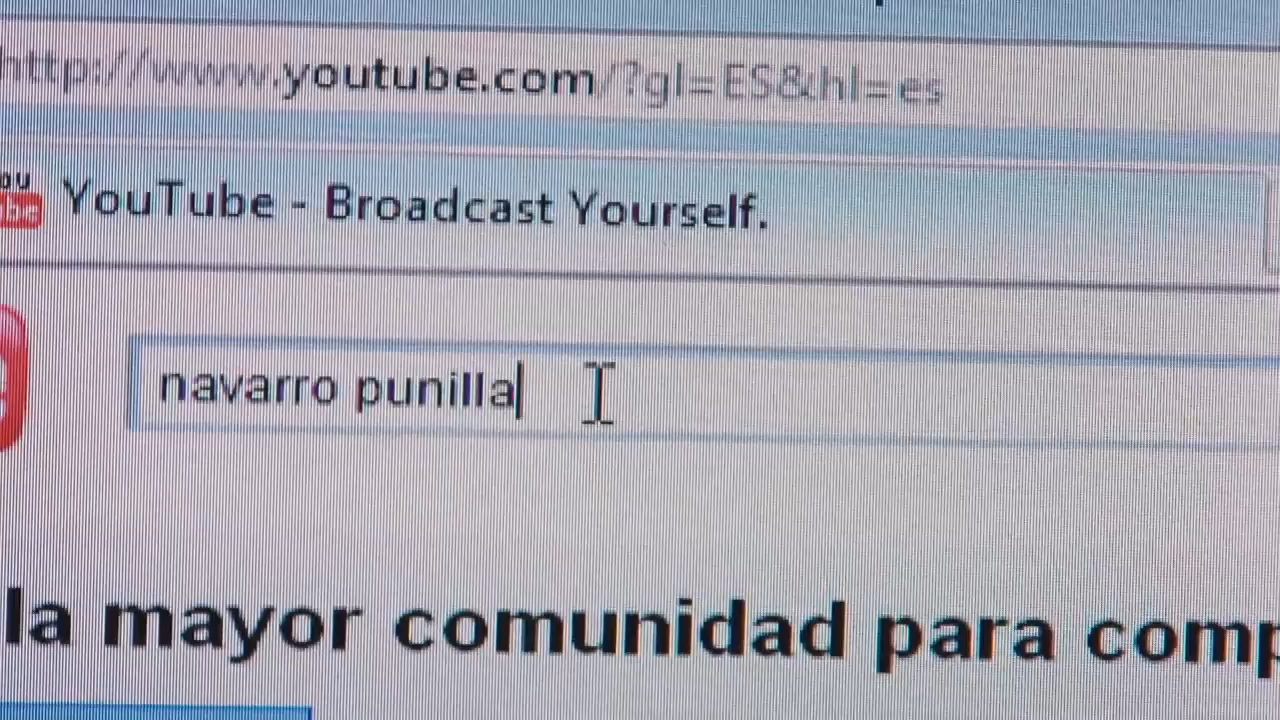 http://www.youtube.com/?gl=ES&hl=es
YouTube - Broadcast Yourself.
navarro punilla
la mayor comunidad para comp